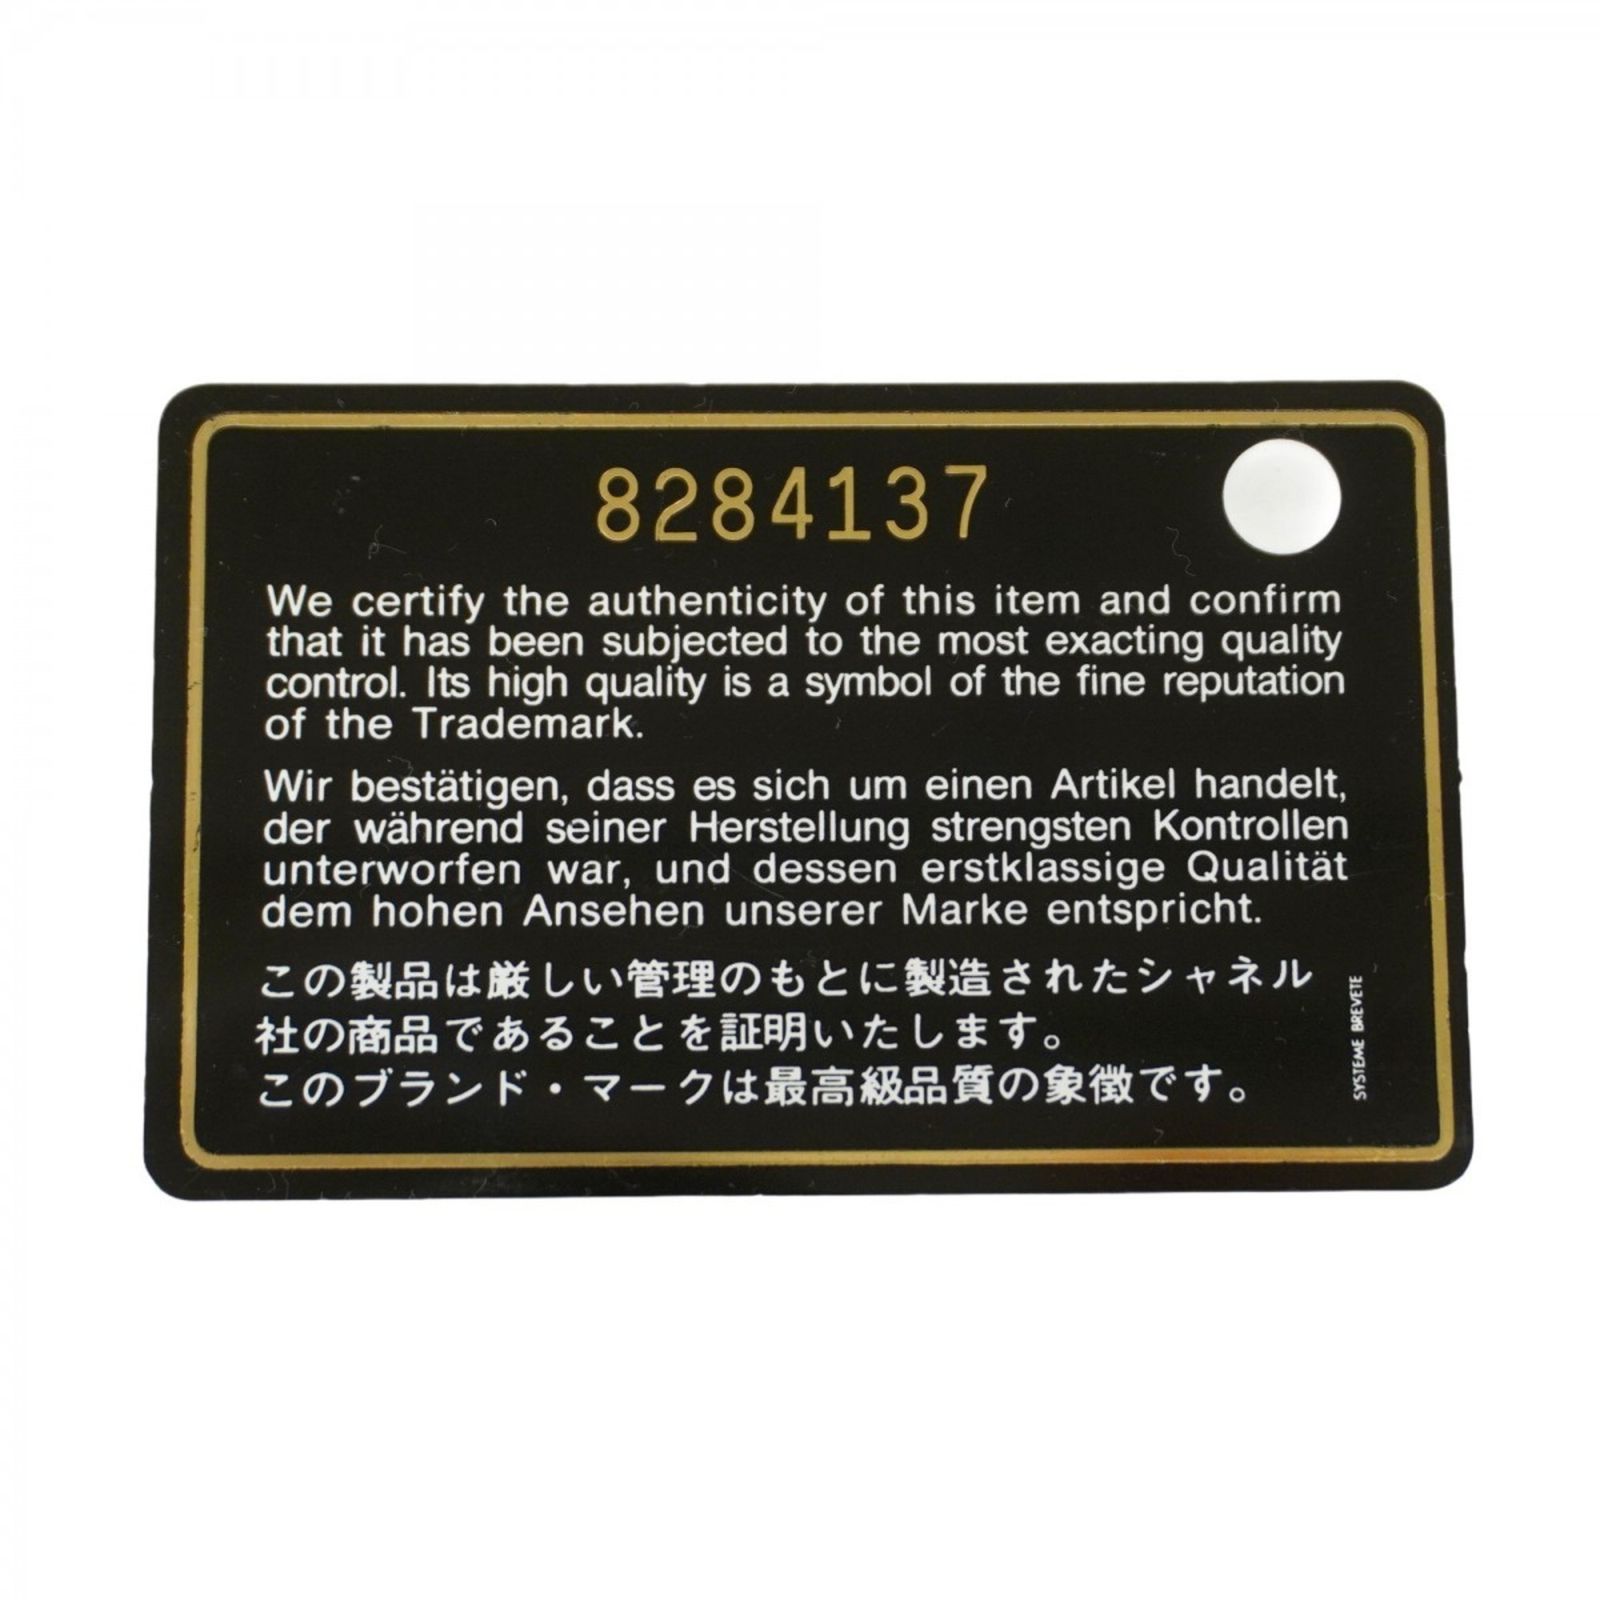 8284137
We certify the authenticity of this item and confirm
that it has been subjected to the most exacting quality
control. Its high quality is a symbol of the fine reputation
of the Trademark.
Wir bestätigen, dass es sich um einen Artikel handelt,
der während seiner Herstellung strengsten Kontrollen
unterworfen war, und dessen erstklassige Qualität
dem hohen Ansehen unserer Marke entspricht.
この製品は厳しい管理のもとに製造されたシャネル
社の商品であることを証明いたします。
このブランド・マークは最高級品質の象徴です。
SYSTEME BREVETE